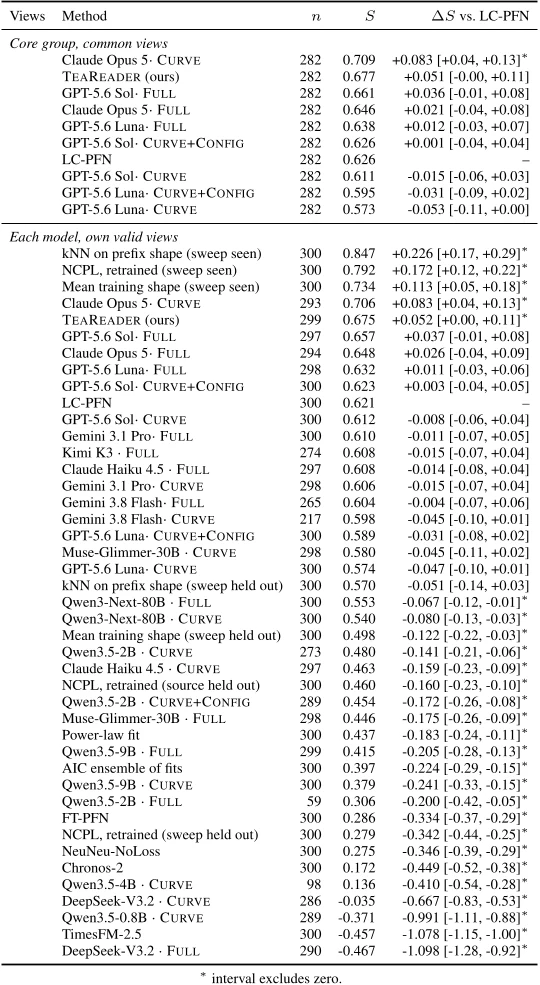 Views Method n S ΔS vs. LC-PFN
Core group, common views
Claude Opus 5· CURVE 282 0.709 +0.083 [+0.04, +0.13]*
TEAREADER (ours) 282 0.677 +0.051 [-0.00, +0.11]
GPT-5.6 Sol· FULL 282 0.661 +0.036 [-0.01, +0.08]
Claude Opus 5· FULL 282 0.646 +0.021 [-0.04, +0.08]
GPT-5.6 Luna· FULL 282 0.638 +0.012 [-0.03, +0.07]
GPT-5.6 Sol· CURVE+CONFIG 282 0.626 +0.001 [-0.04, +0.04]
LC-PFN 282 0.626 –
GPT-5.6 Sol· CURVE 282 0.611 -0.015 [-0.06, +0.03]
GPT-5.6 Luna· CURVE+CONFIG 282 0.595 -0.031 [-0.09, +0.02]
GPT-5.6 Luna· CURVE 282 0.573 -0.053 [-0.11, +0.00]
Each model, own valid views
kNN on prefix shape (sweep seen) 300 0.847 +0.226 [+0.17, +0.29]*
NCPL, retrained (sweep seen) 300 0.792 +0.172 [+0.12, +0.22]*
Mean training shape (sweep seen) 300 0.734 +0.113 [+0.05, +0.18]*
Claude Opus 5· CURVE 293 0.706 +0.083 [+0.04, +0.13]*
TEAREADER (ours) 299 0.675 +0.052 [+0.00, +0.11]*
GPT-5.6 Sol· FULL 297 0.657 +0.037 [-0.01, +0.08]
Claude Opus 5· FULL 294 0.648 +0.026 [-0.04, +0.09]
GPT-5.6 Luna· FULL 298 0.632 +0.011 [-0.03, +0.06]
GPT-5.6 Sol· CURVE+CONFIG 300 0.623 +0.003 [-0.04, +0.05]
LC-PFN 300 0.621 –
GPT-5.6 Sol· CURVE 300 0.612 -0.008 [-0.06, +0.04]
Gemini 3.1 Pro· FULL 300 0.610 -0.011 [-0.07, +0.05]
Kimi K3 · FULL 274 0.608 -0.015 [-0.07, +0.04]
Claude Haiku 4.5 · FULL 297 0.608 -0.014 [-0.08, +0.04]
Gemini 3.1 Pro· CURVE 298 0.606 -0.015 [-0.07, +0.04]
Gemini 3.8 Flash· FULL 265 0.604 -0.004 [-0.07, +0.06]
Gemini 3.8 Flash· CURVE 217 0.598 -0.045 [-0.10, +0.01]
GPT-5.6 Luna· CURVE+CONFIG 300 0.589 -0.031 [-0.08, +0.02]
Muse-Glimmer-30B · CURVE 298 0.580 -0.045 [-0.11, +0.02]
GPT-5.6 Luna· CURVE 300 0.574 -0.047 [-0.10, +0.01]
kNN on prefix shape (sweep held out) 300 0.570 -0.051 [-0.14, +0.03]
Qwen3-Next-80B · FULL 300 0.553 -0.067 [-0.12, -0.01]*
Qwen3-Next-80B · CURVE 300 0.540 -0.080 [-0.13, -0.03]*
Mean training shape (sweep held out) 300 0.498 -0.122 [-0.22, -0.03]*
Qwen3.5-2B · CURVE 273 0.480 -0.141 [-0.21, -0.06]*
Claude Haiku 4.5 · CURVE 297 0.463 -0.159 [-0.23, -0.09]*
NCPL, retrained (source held out) 300 0.460 -0.160 [-0.23, -0.10]*
Qwen3.5-2B · CURVE+CONFIG 289 0.454 -0.172 [-0.26, -0.08]*
Muse-Glimmer-30B · FULL 298 0.446 -0.175 [-0.26, -0.09]*
Power-law fit 300 0.437 -0.183 [-0.24, -0.11]*
Qwen3.5-9B · FULL 299 0.415 -0.205 [-0.28, -0.13]*
AIC ensemble of fits 300 0.397 -0.224 [-0.29, -0.15]*
Qwen3.5-9B · CURVE 300 0.379 -0.241 [-0.33, -0.15]*
Qwen3.5-2B · FULL 59 0.306 -0.200 [-0.42, -0.05]*
FT-PFN 300 0.286 -0.334 [-0.37, -0.29]*
NCPL, retrained (sweep held out) 300 0.279 -0.342 [-0.44, -0.25]*
NeuNeu-NoLoss 300 0.275 -0.346 [-0.39, -0.29]*
Chronos-2 300 0.172 -0.449 [-0.52, -0.38]*
Qwen3.5-4B · CURVE 98 0.136 -0.410 [-0.54, -0.28]*
DeepSeek-V3.2 · CURVE 286 -0.035 -0.667 [-0.83, -0.53]*
Qwen3.5-0.8B · CURVE 289 -0.371 -0.991 [-1.11, -0.88]*
TimesFM-2.5 300 -0.457 -1.078 [-1.15, -1.00]*
DeepSeek-V3.2 · FULL 290 -0.467 -1.098 [-1.28, -0.92]*
* interval excludes zero.